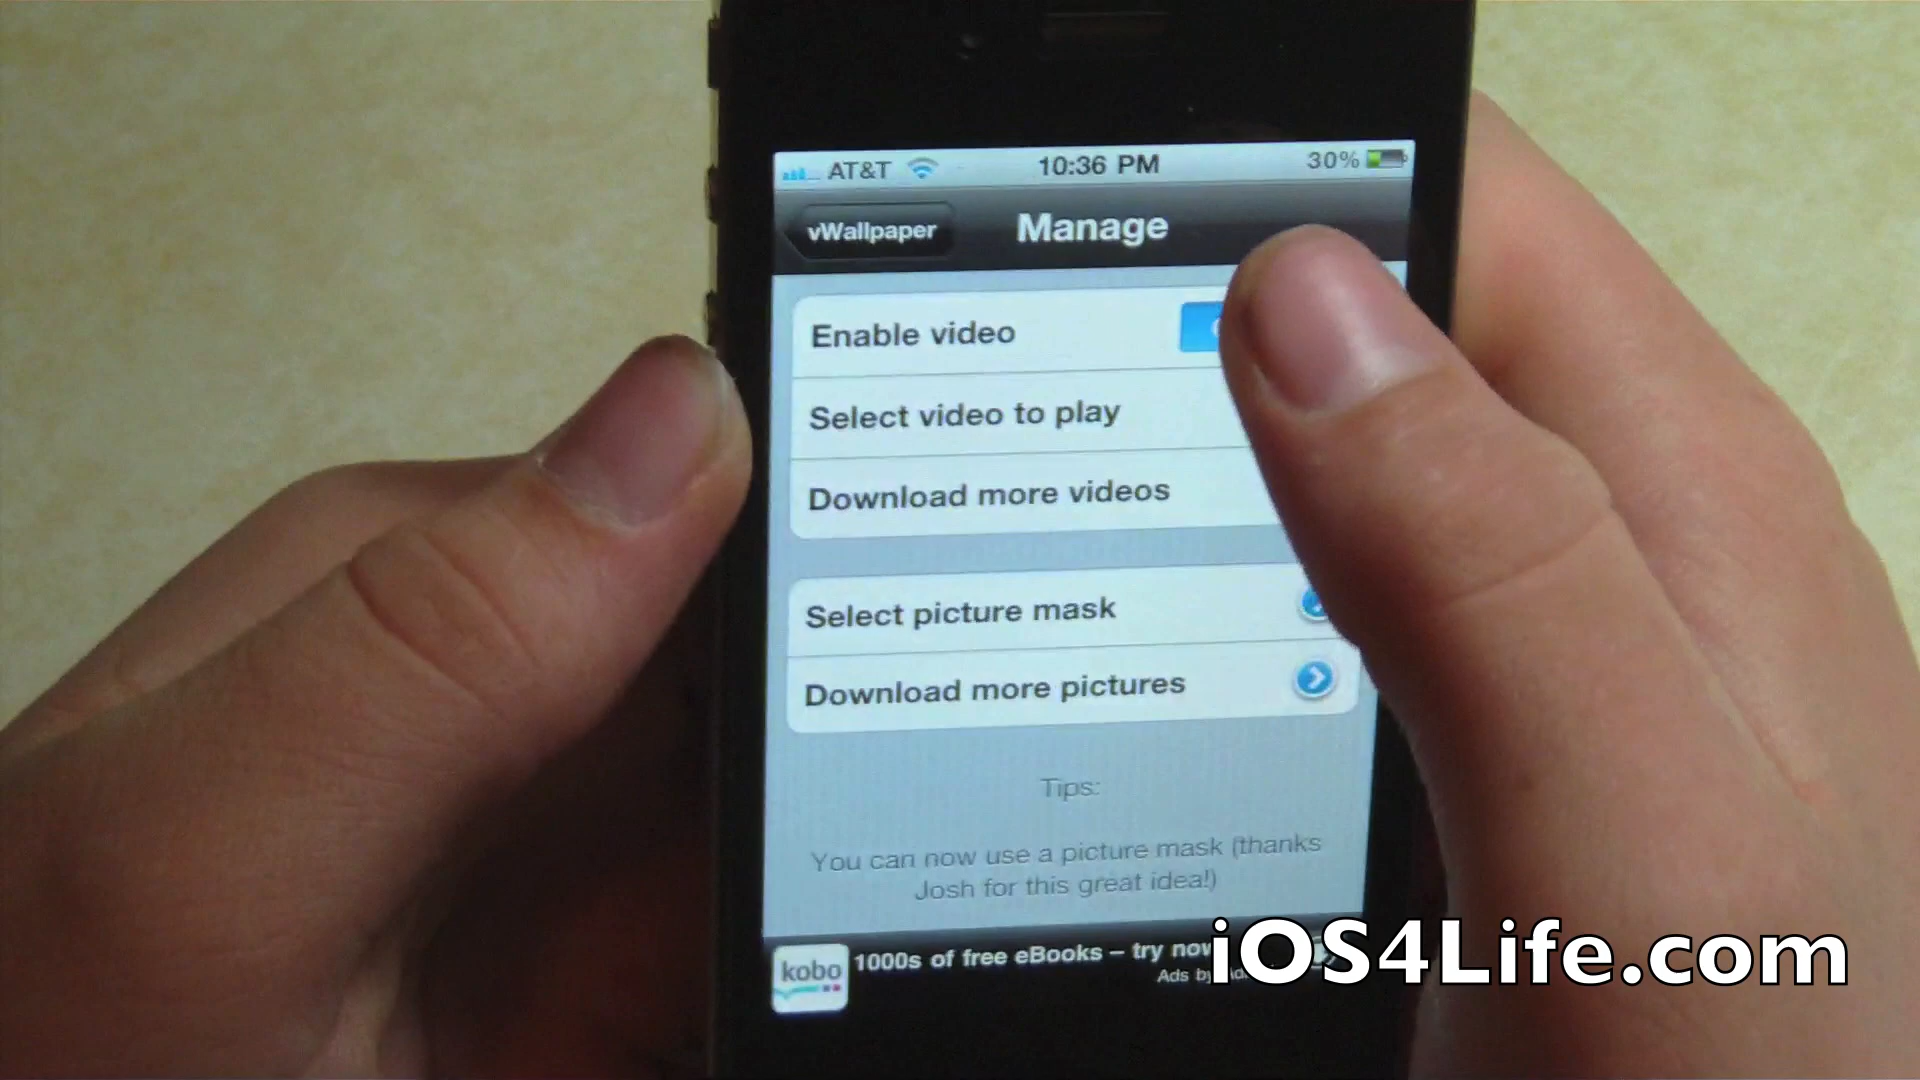 AT&T 10:36 PM 30%
vWallpaper Manage
Enable video
Select video to play
Download more videos
Select picture mask
Download more pictures
Tips:
You can now use a picture mask (thanks
Josh for this great idea!)
kobo 1000s of free eBooks – try now
Ads by
iOS4Life.com